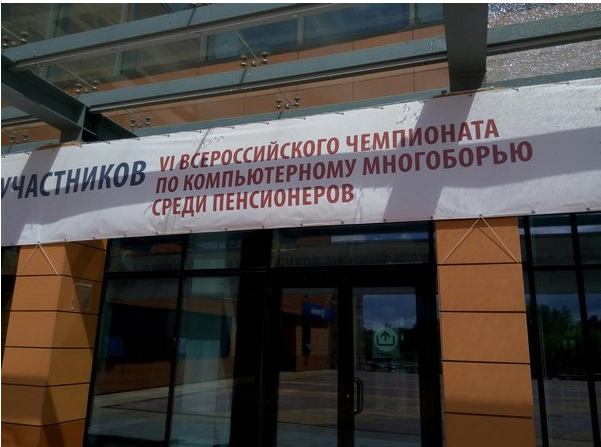 УЧАСТНИКОВ
VI ВСЕРОССИЙСКОГО ЧЕМПИОНАТА
ПО КОМПЬЮТЕРНОМУ МНОГОБОРЬЮ
СРЕДИ ПЕНСИОНЕРОВ